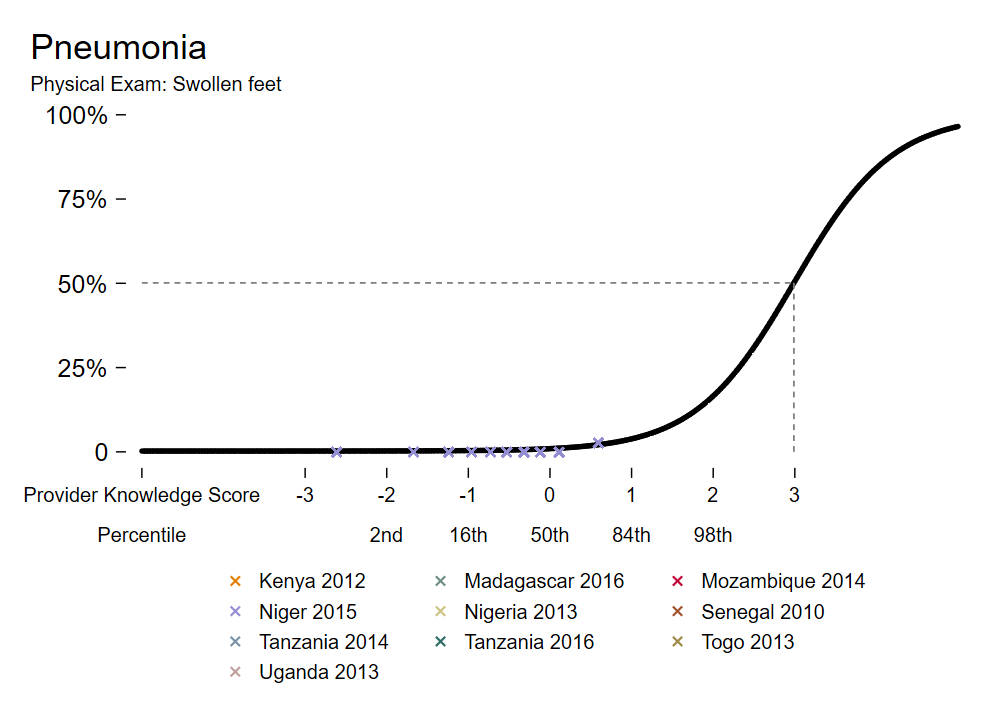 Pneumonia
Physical Exam: Swollen feet
100%
75%
50%
25%
0
Provider Knowledge Score -3 -2 -1 0 1 2 3
Percentile 2nd 16th 50th 84th 98th
Kenya 2012 Madagascar 2016 Mozambique 2014
Niger 2015 Nigeria 2013 Senegal 2010
Tanzania 2014 Tanzania 2016 Togo 2013
Uganda 2013